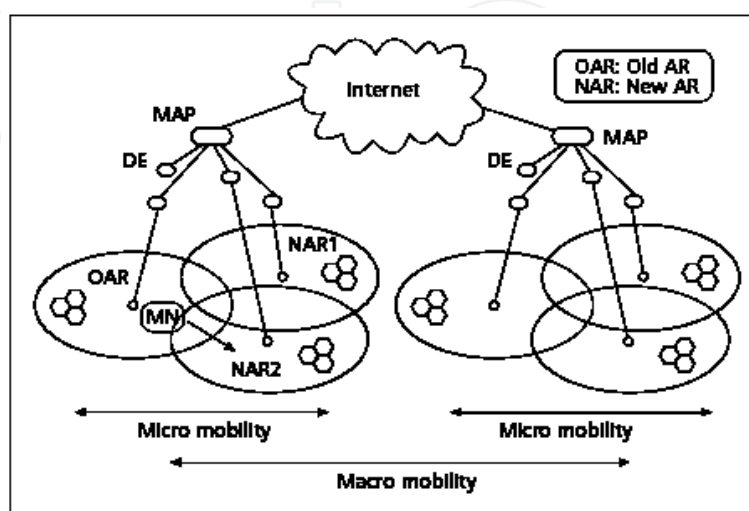 OAR: Old AR
NAR: New AR
Internet
MAP
MAP
DE
DE
NAR1
OAR
MN
NAR2
Micro mobility
Micro mobility
Macro mobility